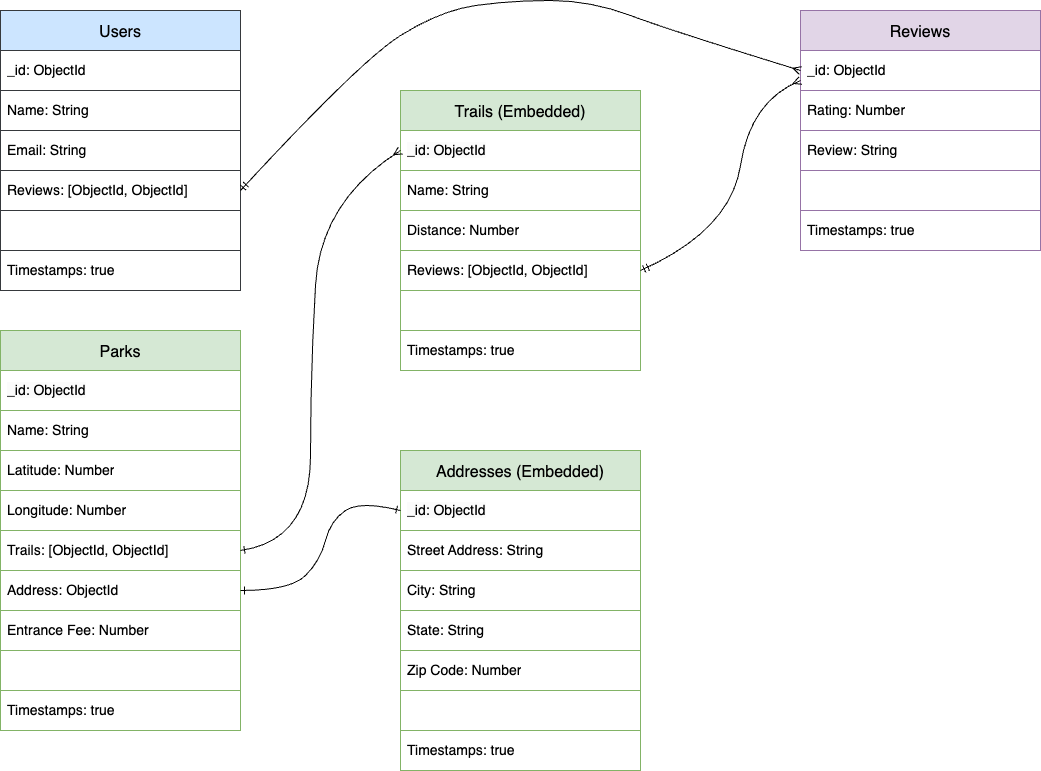 Users
_id: ObjectId
Name: String
Email: String
Reviews: [ObjectId, ObjectId]
Timestamps: true
Parks
_id: ObjectId
Name: String
Latitude: Number
Longitude: Number
Trails: [ObjectId, ObjectId]
Address: ObjectId
Entrance Fee: Number
Timestamps: true
Trails (Embedded)
_id: ObjectId
Name: String
Distance: Number
Reviews: [ObjectId, ObjectId]
Timestamps: true
Addresses (Embedded)
_id: ObjectId
Street Address: String
City: String
State: String
Zip Code: Number
Timestamps: true
Reviews
_id: ObjectId
Rating: Number
Review: String
Timestamps: true